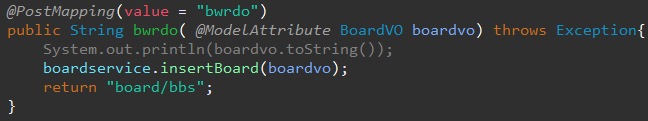 @PostMapping(value = "bwrdo")
public String bwrdo( @ModelAttribute BoardVO boardvo) throws Exception{
    System.out.println(boardvo.toString());
    boardservice.insertBoard(boardvo);
    return "board/bbs";
}